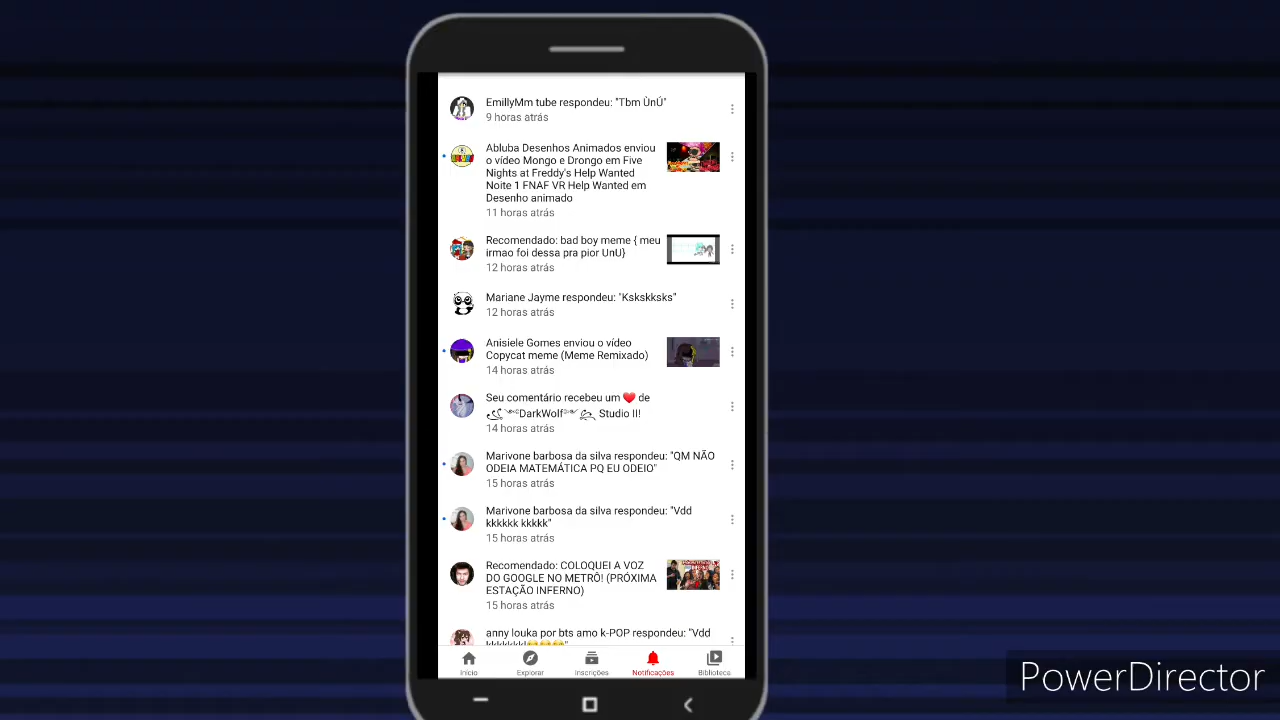 EmillyMm tube respondeu: "Tbm ÙnÚ"
9 horas atrás
Abluba Desenhos Animados enviou
o vídeo Mongo e Drongo em Five
Nights at Freddy's Help Wanted
Noite 1 FNAF VR Help Wanted em
Desenho animado
11 horas atrás
Recomendado: bad boy meme { meu
irmao foi dessa pra pior UnU}
12 horas atrás
Mariane Jayme respondeu: "Ksksksks"
12 horas atrás
Anisiele Gomes enviou o vídeo
Copycat meme (Meme Remixado)
14 horas atrás
Seu comentário recebeu um ❤️ de
DarkWolf Studio II!
14 horas atrás
Marivone barbosa da silva respondeu: "QM NÃO
ODEIA MATEMÁTICA PQ EU ODEIO"
15 horas atrás
Marivone barbosa da silva respondeu: "Vdd
kkkkkk kkkkk"
15 horas atrás
Recomendado: COLOQUEI A VOZ
DO GOOGLE NO METRÔ! (PRÓXIMA
ESTAÇÃO INFERNO)
15 horas atrás
anny louka por bts amo k-POP respondeu: "Vdd
Início
Explorar
Inscrições
Notificações
Biblioteca
PowerDirector